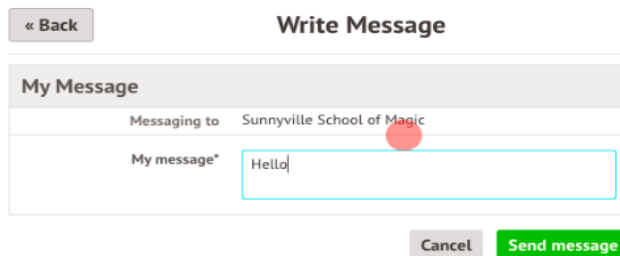 « Back
Write Message
My Message
Messaging to Sunnyville School of Magic
My message* Hello
Cancel Send message